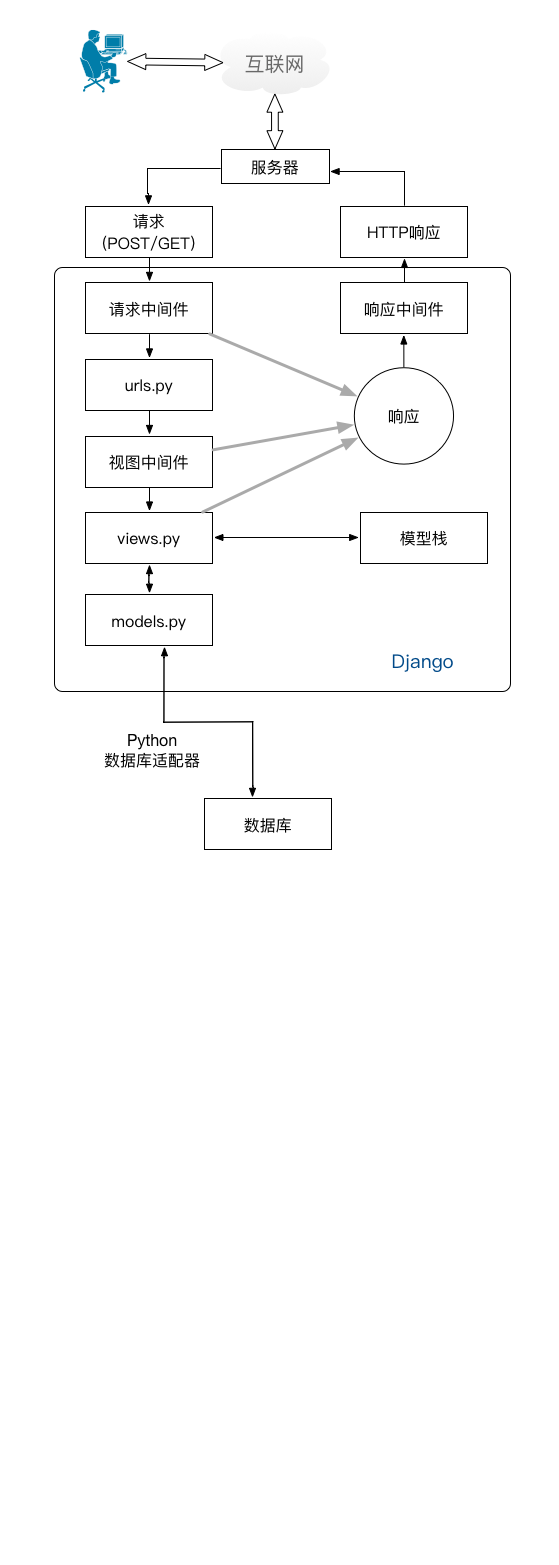 互联网
服务器
请求
(POST/GET)
HTTP响应
请求中间件
响应中间件
urls.py
响应
视图中间件
views.py
模型栈
models.py
Django
Python
数据库适配器
数据库